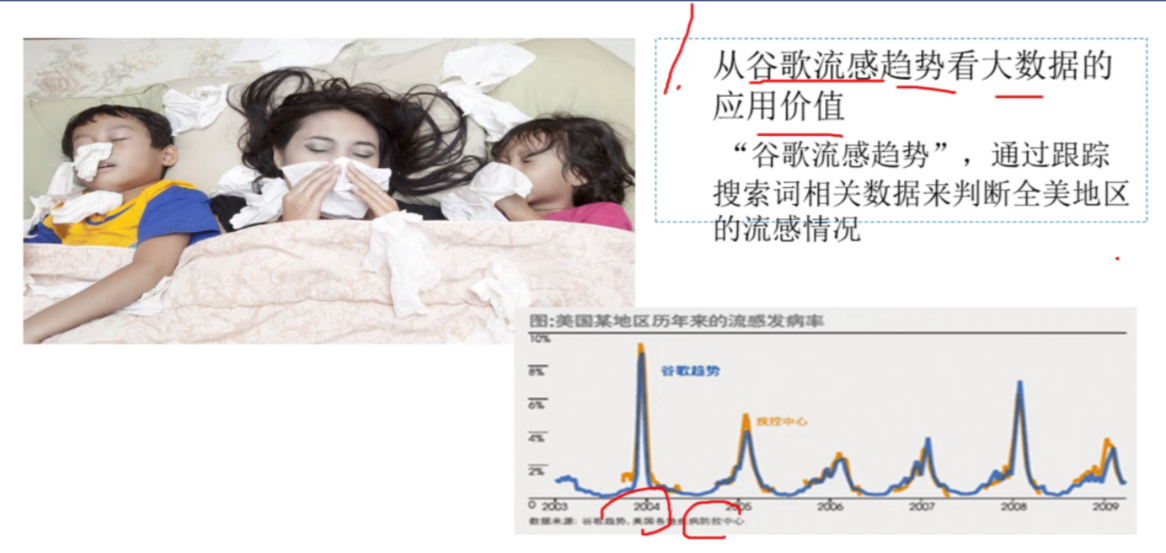 从谷歌流感趋势看大数据的
应用价值
“谷歌流感趋势”，通过跟踪
搜索词相关数据来判断全美地区
的流感情况
图:美国某地区历年来的流感发病率
10%
8%
谷歌趋势
6%
疾控中心
4%
2%
0 2003 2004 2005 2006 2007 2008 2009
数据来源: 谷歌趋势, 美国各地疾病防控中心